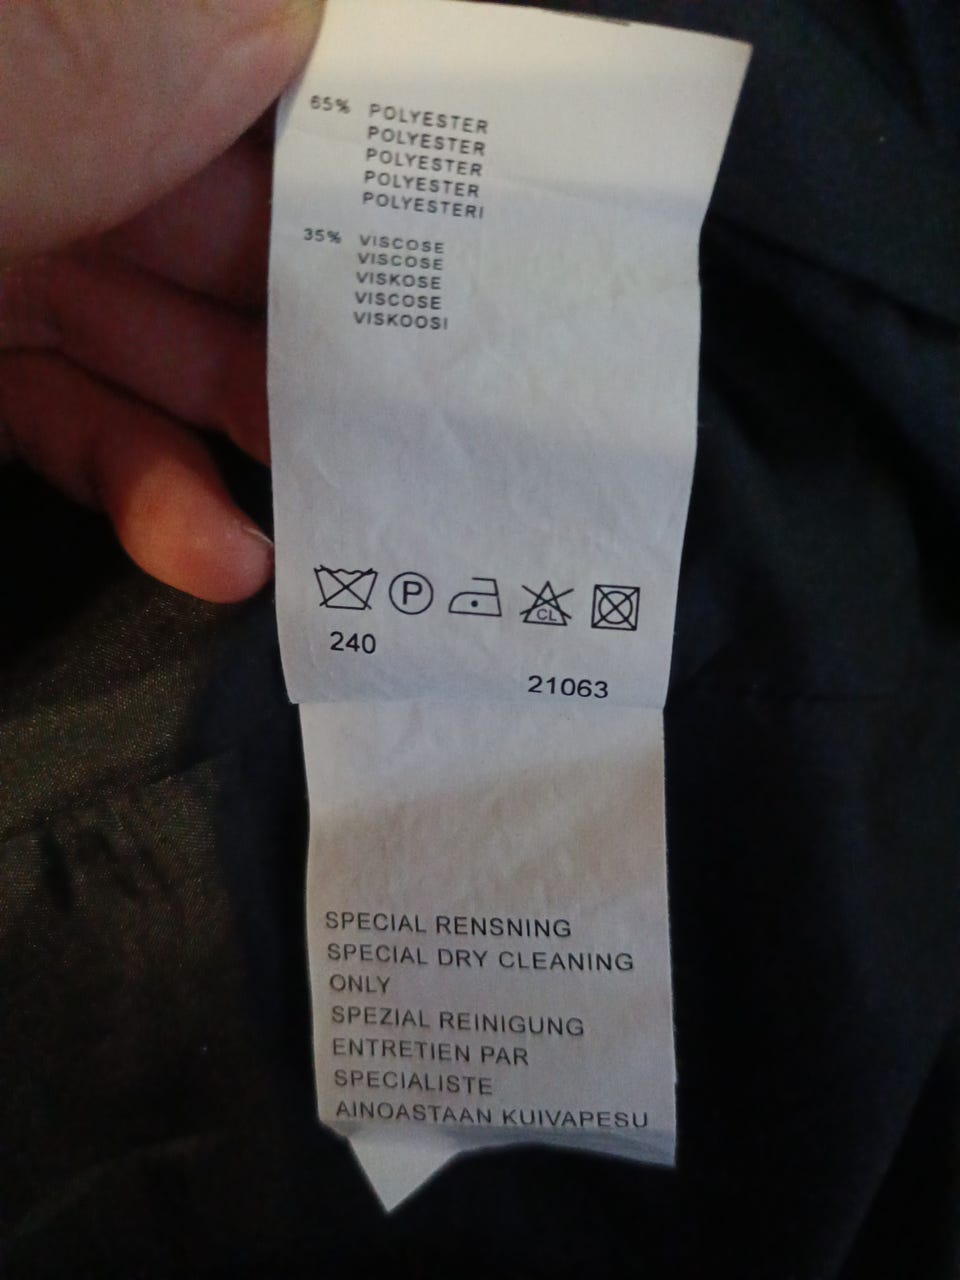 65% POLYESTER
POLYESTER
POLYESTER
POLYESTER
POLYESTERI
35% VISCOSE
VISCOSE
VISKOSE
VISCOSE
VISKOOSI
P CL
240
21063
SPECIAL RENSNING
SPECIAL DRY CLEANING
ONLY
SPEZIAL REINIGUNG
ENTRETIEN PAR
SPECIALISTE
AINOASTAAN KUIVAPESU